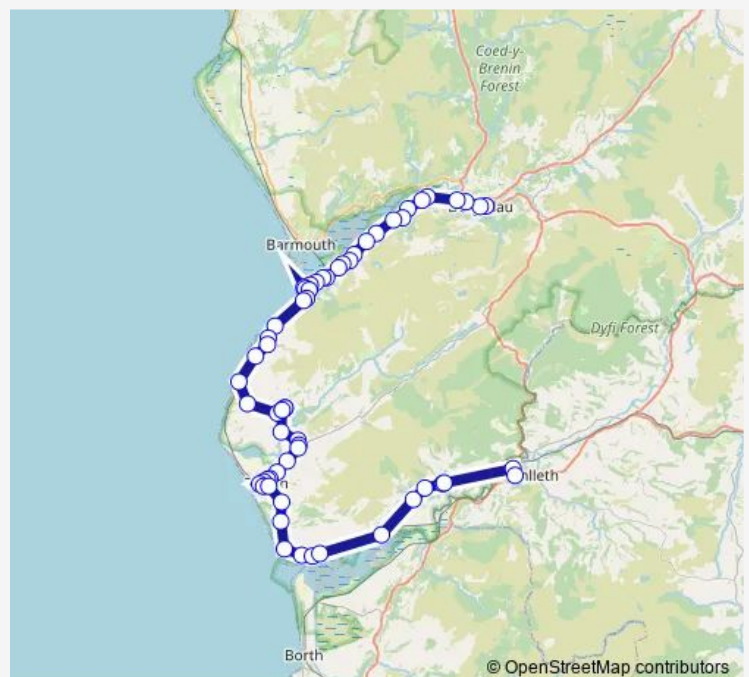 Coed-y-
Brenin
Forest
Barmouth
Dyfi Forest
Borth
© OpenStreetMap contributors